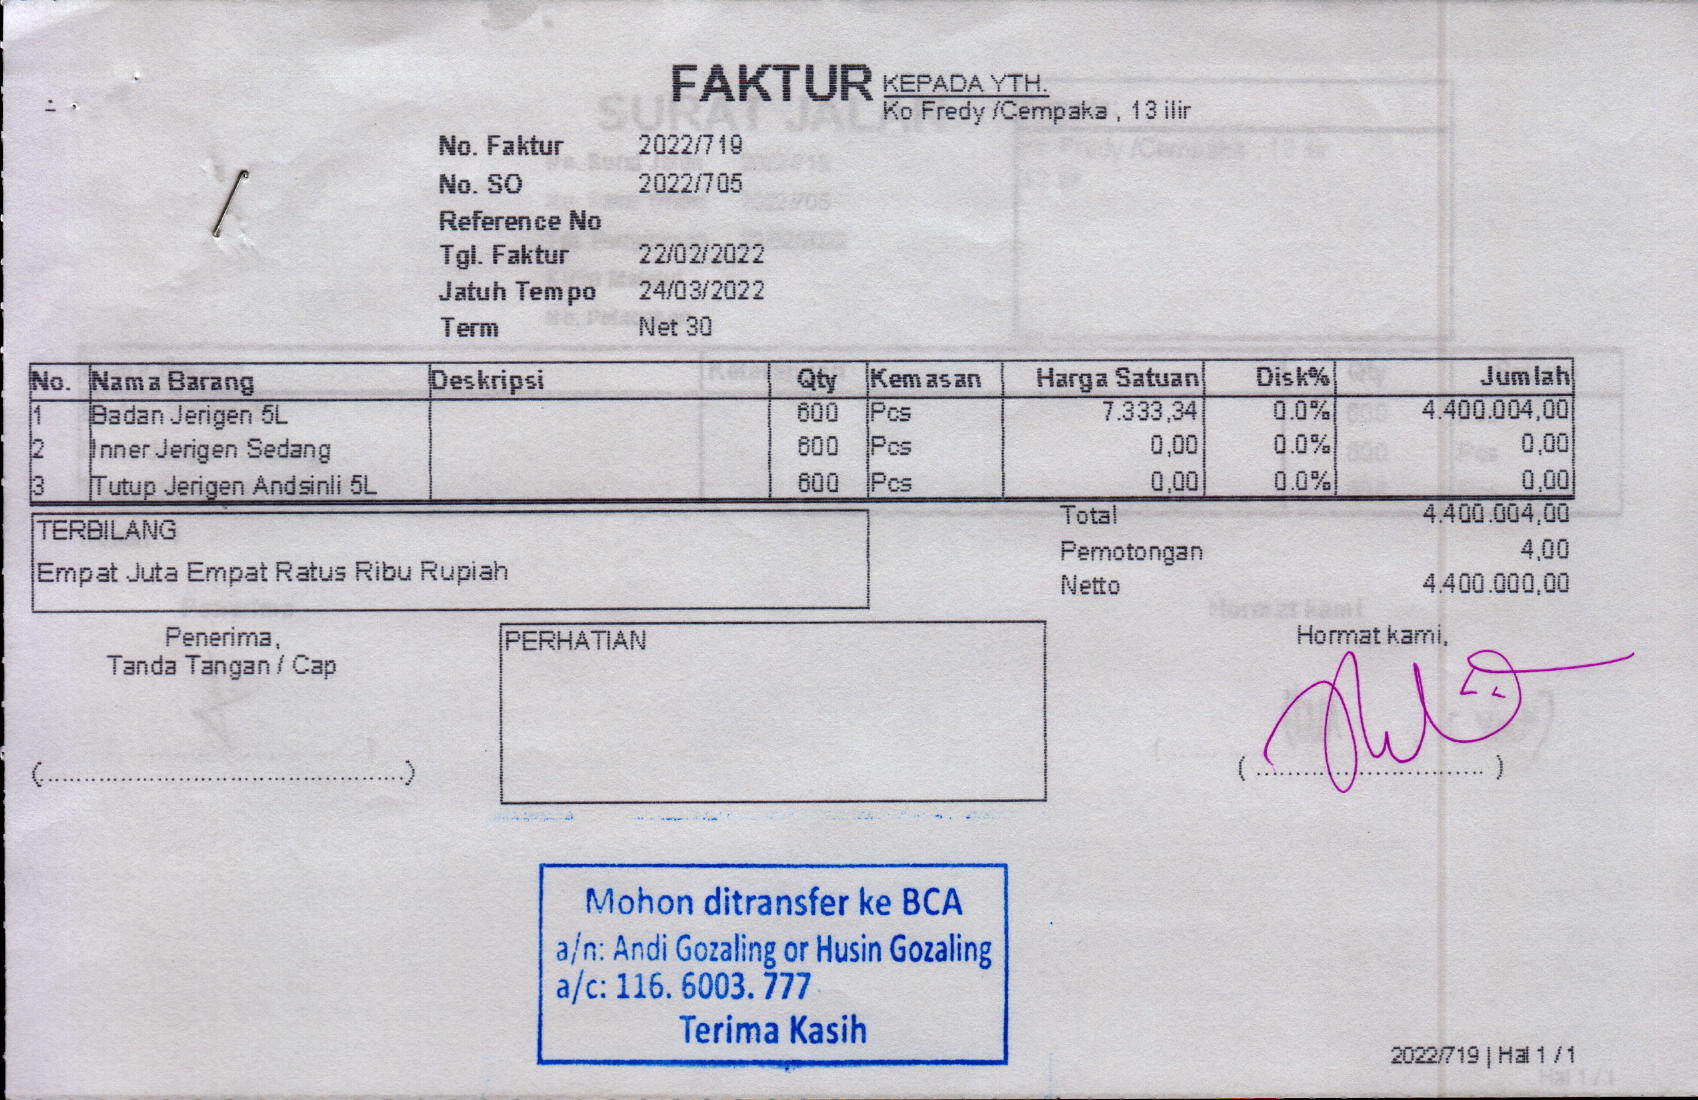 FAKTUR
KEPADA YTH.
Ko Fredy /Cempaka , 13 ilir
No. Faktur 2022/719
No. SO 2022/705
Reference No
Tgl. Faktur 22/02/2022
Jatuh Tempo 24/03/2022
Term Net 30
No. Nama Barang Deskripsi Qty Kemasan Harga Satuan Disk% Jumlah
1 Badan Jerigen 5L 600 Pcs 7.333,34 0.0% 4.400.004,00
2 Inner Jerigen Sedang 600 Pcs 0,00 0.0% 0,00
3 Tutup Jerigen Andsinli 5L 600 Pcs 0,00 0.0% 0,00
TERBILANG
Empat Juta Empat Ratus Ribu Rupiah
Total 4.400.004,00
Pemotongan 4,00
Netto 4.400.000,00
Penerima,
Tanda Tangan / Cap
PERHATIAN
Hormat kami,
Mohon ditransfer ke BCA
a/n: Andi Gozaling or Husin Gozaling
a/c: 116. 6003. 777
Terima Kasih
2022/719 | Hal 1 / 1